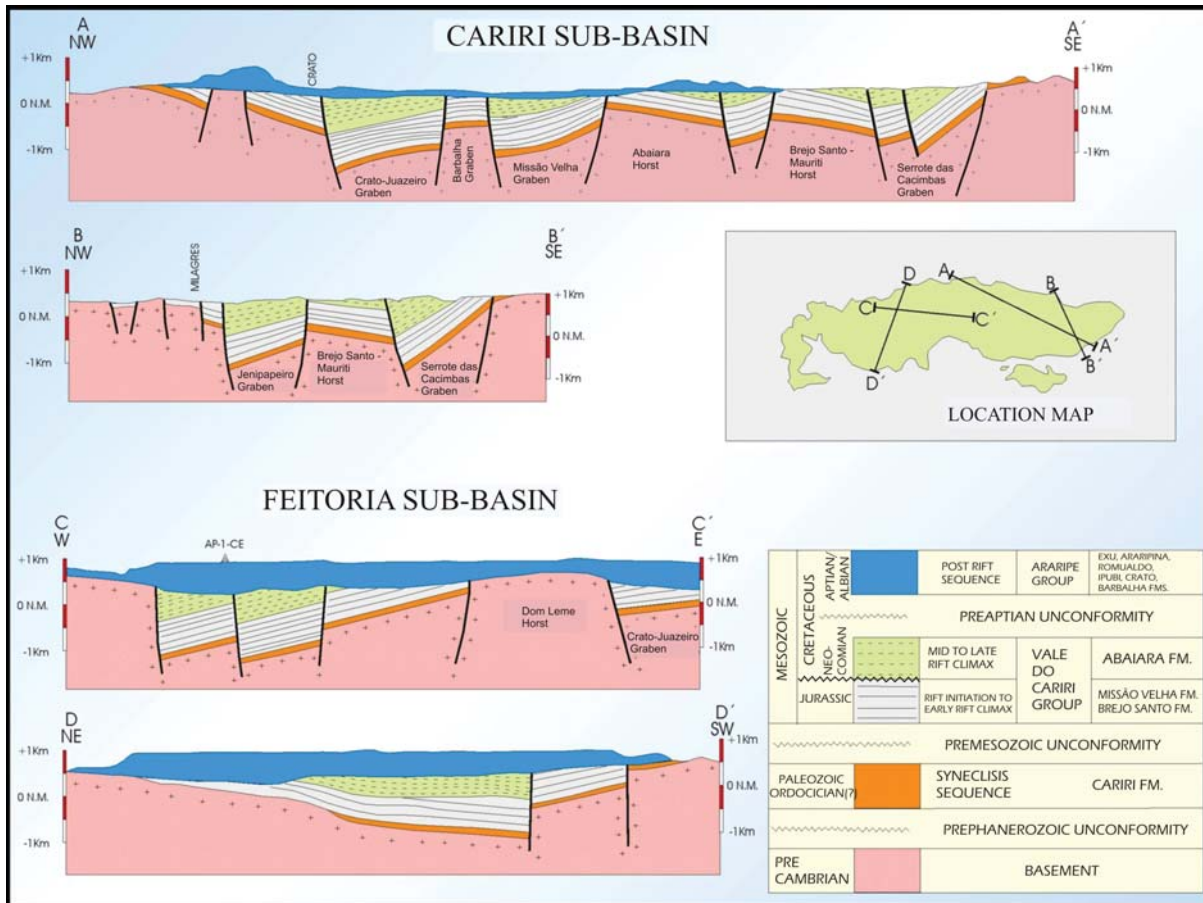 CARIRI SUB-BASIN
A
NW
A´
SE
CRATO
+1Km
0 N.M.
-1Km
+1Km
0 N.M.
-1Km
Crato-Juazeiro
Graben
Barbalha
Graben
Missão Velha
Graben
Abaiara
Horst
Brejo Santo -
Mauriti
Horst
Serrote das
Cacimbas
Graben
B
NW
B´
SE
MILAGRES
+1Km
0 N.M.
-1Km
+1Km
0 N.M.
-1Km
Jenipapeiro
Graben
Brejo Santo -
Mauriti
Horst
Serrote das
Cacimbas
Graben
A
D
B
C
C´
A´
B´
D´
LOCATION MAP
FEITORIA SUB-BASIN
C
W
C´
E
AP-1-CE
+1Km
0 N.M.
-1Km
+1Km
0 N.M.
-1Km
Dom Leme
Horst
Crato-Juazeiro
Graben
D
NE
D´
SW
+1Km
0 N.M.
-1Km
+1Km
0 N.M.
-1Km
MESOZOIC
CRETACEOUS
APTIAN/
ALBIAN
POST RIFT
SEQUENCE
ARARIPE
GROUP
EXU, ARARIPINA,
ROMUALDO,
IPUBI, CRATO,
BARBALHA FMS.
PREAPTIAN UNCONFORMITY
NEO-
COMIAN
MID TO LATE
RIFT CLIMAX
VALE
DO
CARIRI
GROUP
ABAIARA FM.
JURASSIC
RIFT INITIATION TO
EARLY RIFT CLIMAX
MISSÃO VELHA FM.
BREJO SANTO FM.
PREMESOZOIC UNCONFORMITY
PALEOZOIC
ORDOCICIAN(?)
SYNECLISIS
SEQUENCE
CARIRI FM.
PREPHANEROZOIC UNCONFORMITY
PRE
CAMBRIAN
BASEMENT